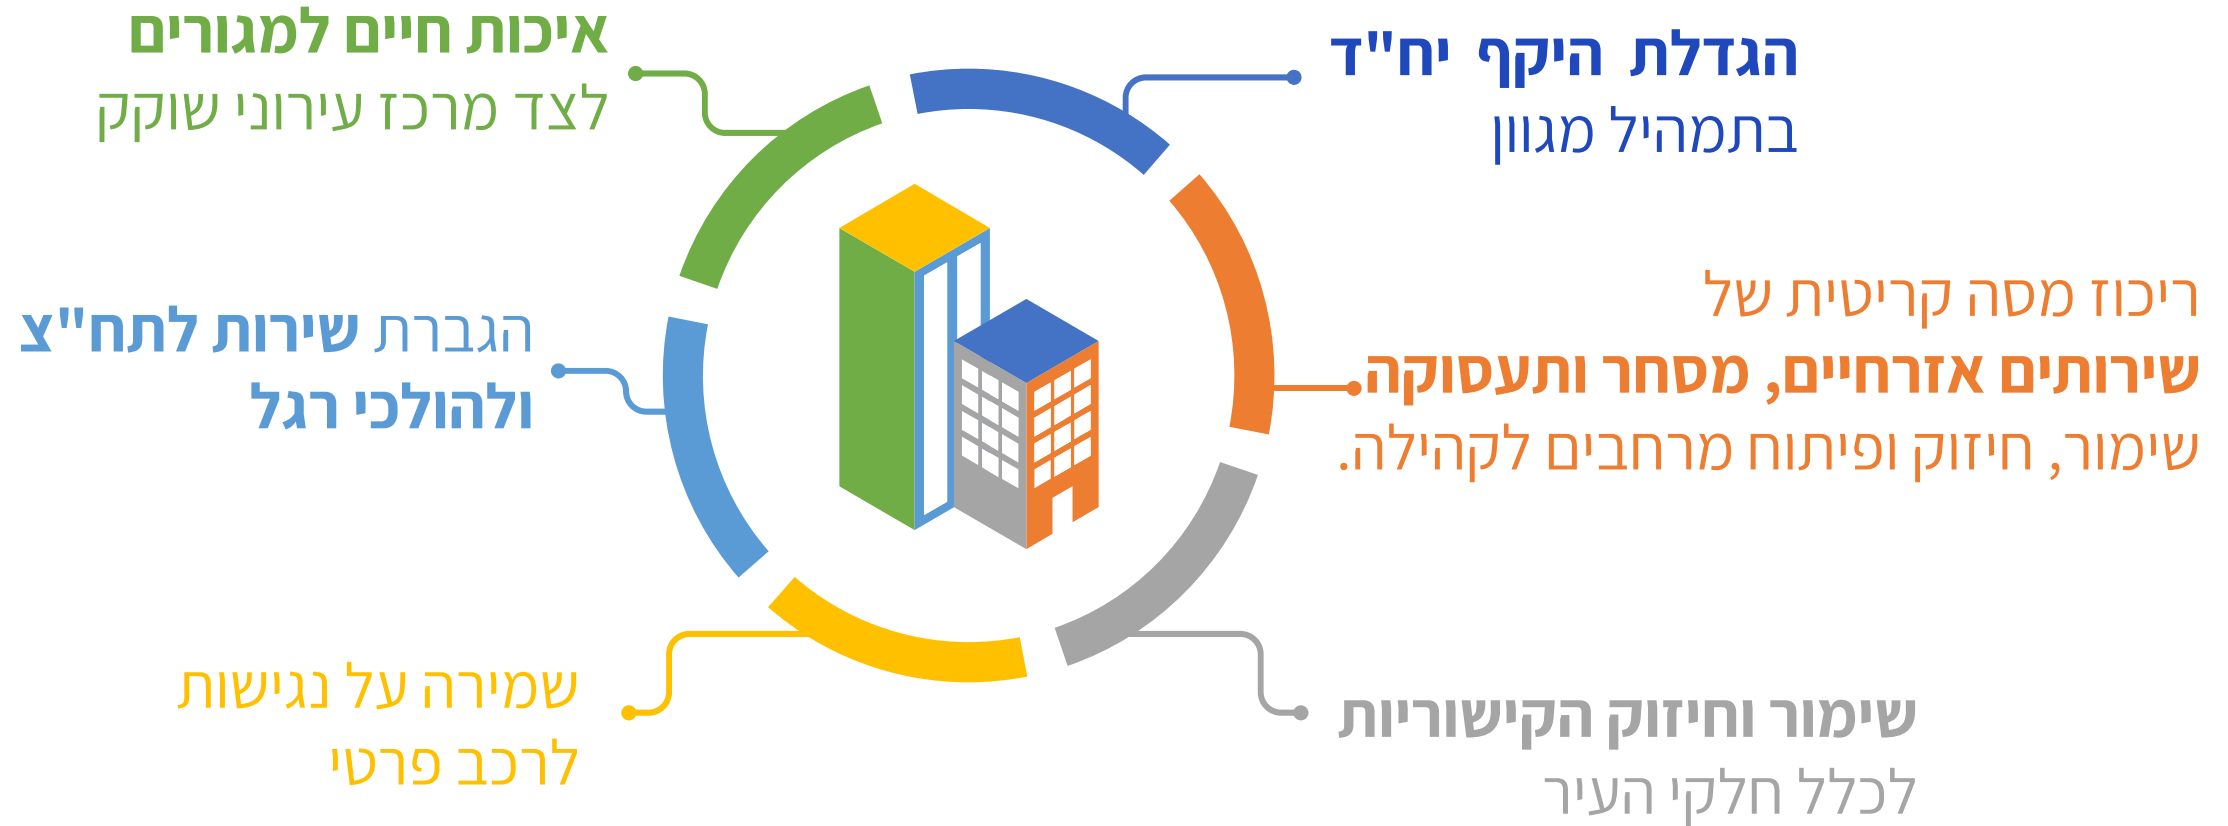 הגדלת היקף יח"ד
בתמהיל מגוון
ריכוז מסה קריטית של
שירותים אזרחיים, מסחר ותעסוקה
שימור, חיזוק ופיתוח מרחבים לקהילה.
שימור וחיזוק הקישוריות
לכלל חלקי העיר
שמירה על נגישות
לרכב פרטי
הגברת שירות לתח"צ
ולהולכי רגל
איכות חיים למגורים
לצד מרכז עירוני שוקק